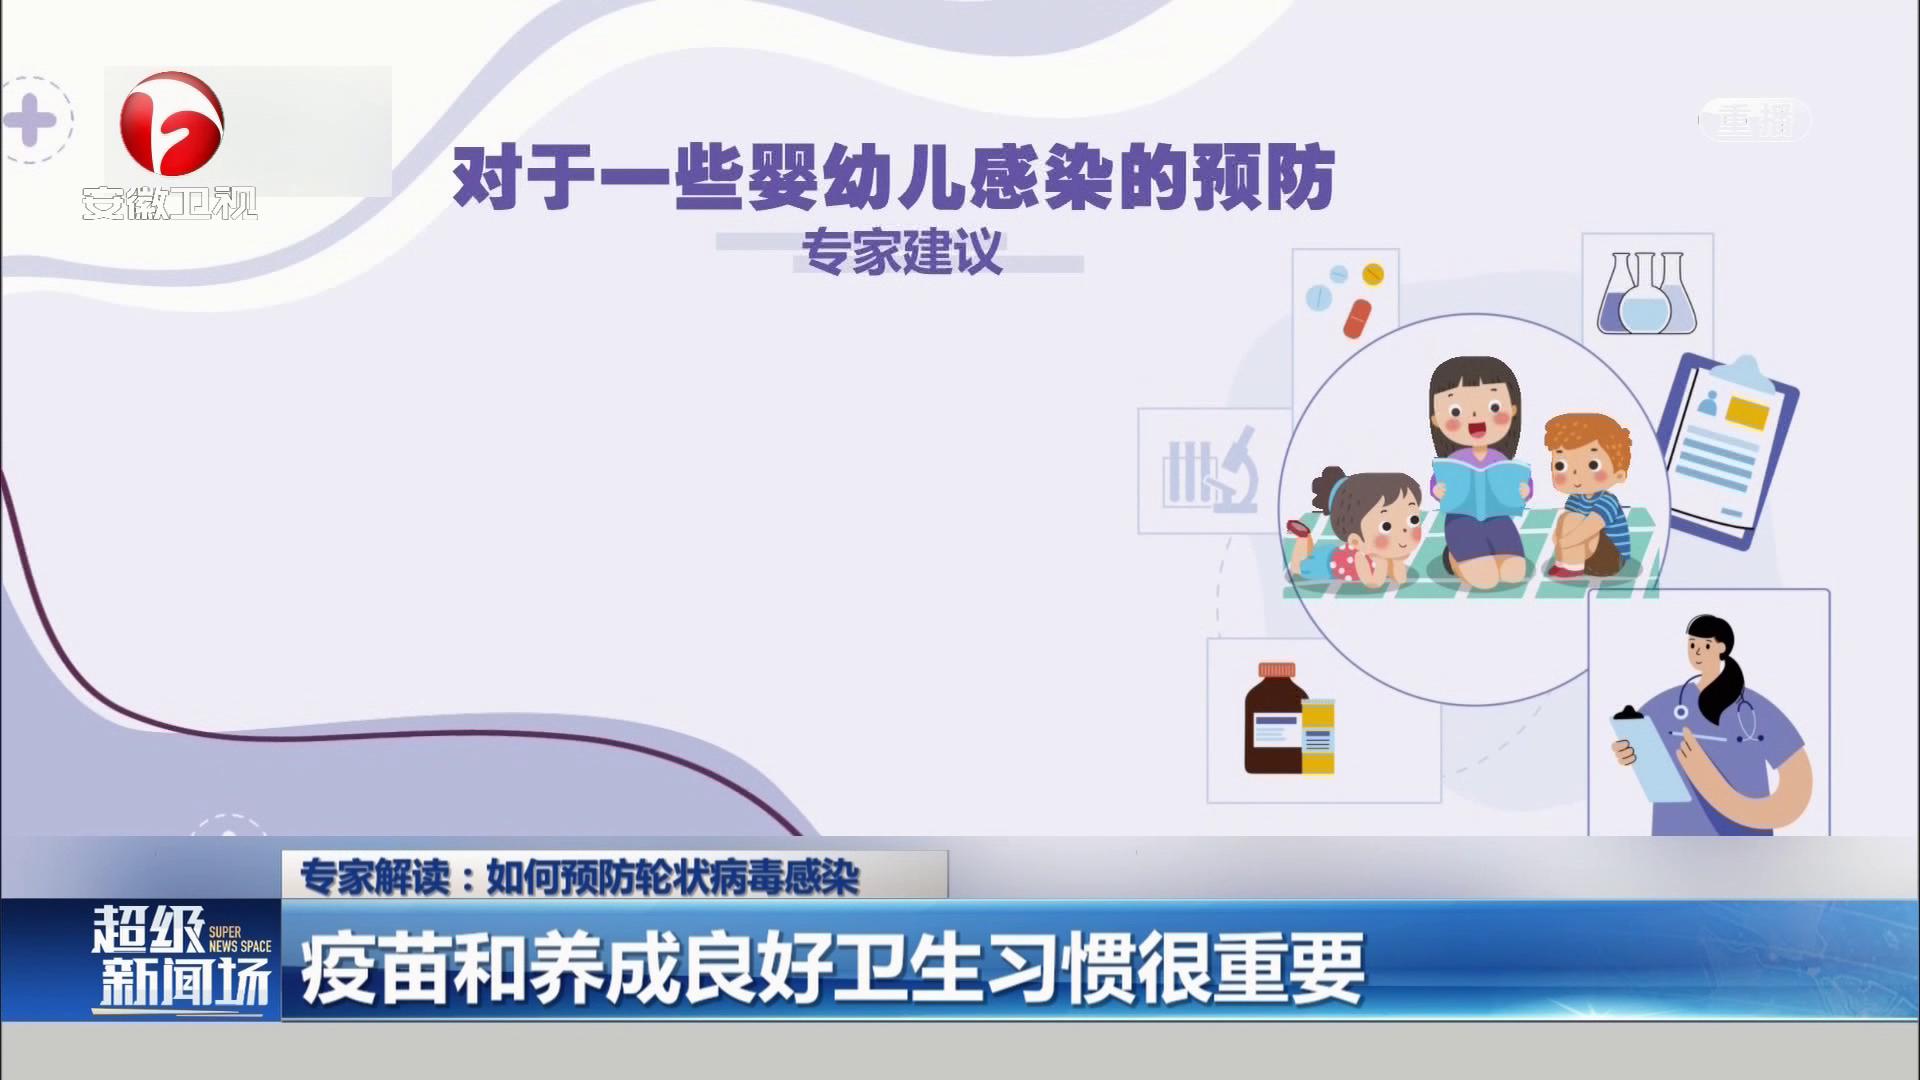 安徽卫视
重播
对于一些婴幼儿感染的预防
专家建议
专家解读：如何预防轮状病毒感染
超级新闻场
SUPER
NEWS SPACE
疫苗和养成良好卫生习惯很重要